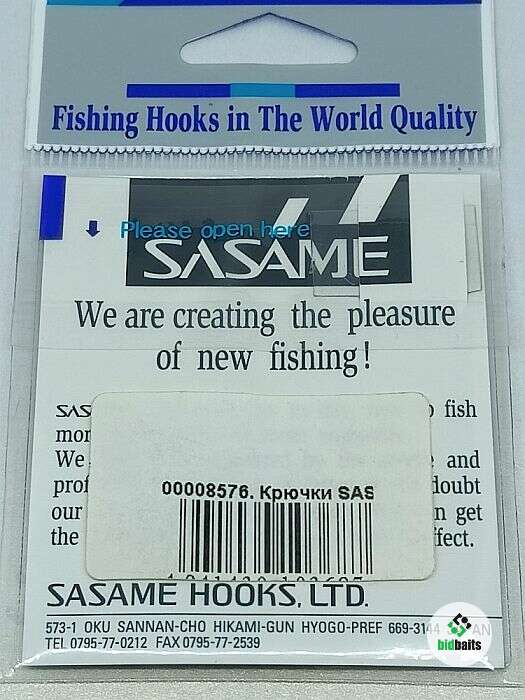 Fishing Hooks in The World Quality
Please open here
SASAME
We are creating the pleasure
of new fishing!
SAS fish
mor
We and
prof doubt
our get
the
00008576. Крючки SAS
SASAME HOOKS, LTD.
573-1 OKU SANNAN-CHO HIKAMI-GUN HYOGO-PREF 669-3144
TEL 0795-77-0212 FAX 0795-77-2539
bidbaits